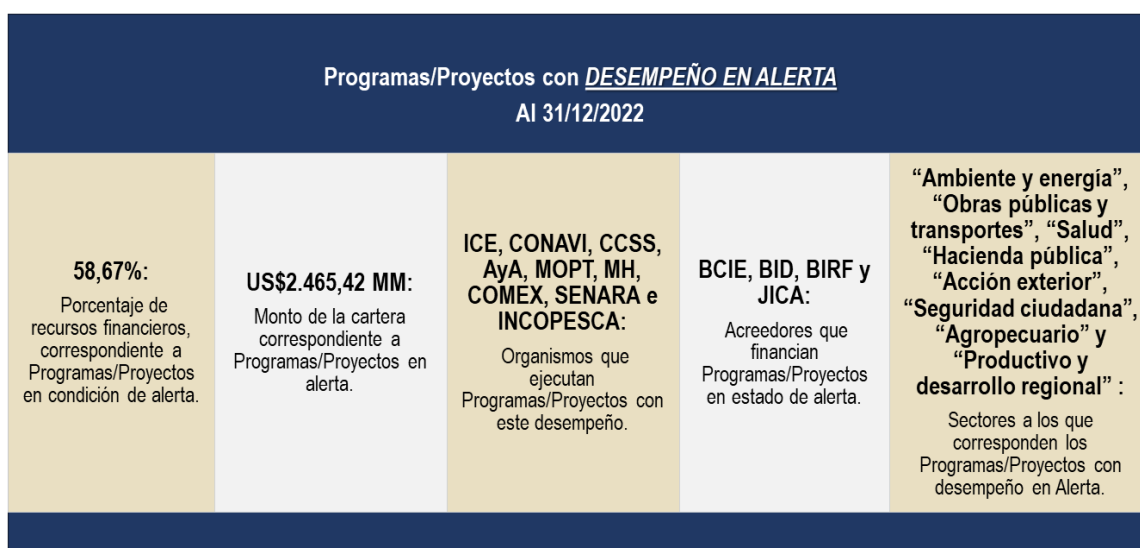 Programas/Proyectos con DESEMPEÑO EN ALERTA
Al 31/12/2022
58,67%:
Porcentaje de
recursos financieros,
correspondiente a
Programas/Proyectos
en condición de alerta.
US$2.465,42 MM:
Monto de la cartera
correspondiente a
Programas/Proyectos en
alerta.
ICE, CONAVI, CCSS,
AyA, MOPT, MH,
COMEX, SENARA e
INCOPESCA:
Organismos que
ejecutan
Programas/Proyectos con
este desempeño.
BCIE, BID, BIRF y
JICA:
Acreedores que
financian
Programas/Proyectos
en estado de alerta.
“Ambiente y energía”,
“Obras públicas y
transportes”, “Salud”,
“Hacienda pública”,
“Acción exterior”,
“Seguridad ciudadana”,
“Agropecuario” y
“Productivo y
desarrollo regional” :
Sectores a los que
corresponden los
Programas/Proyectos con
desempeño en Alerta.